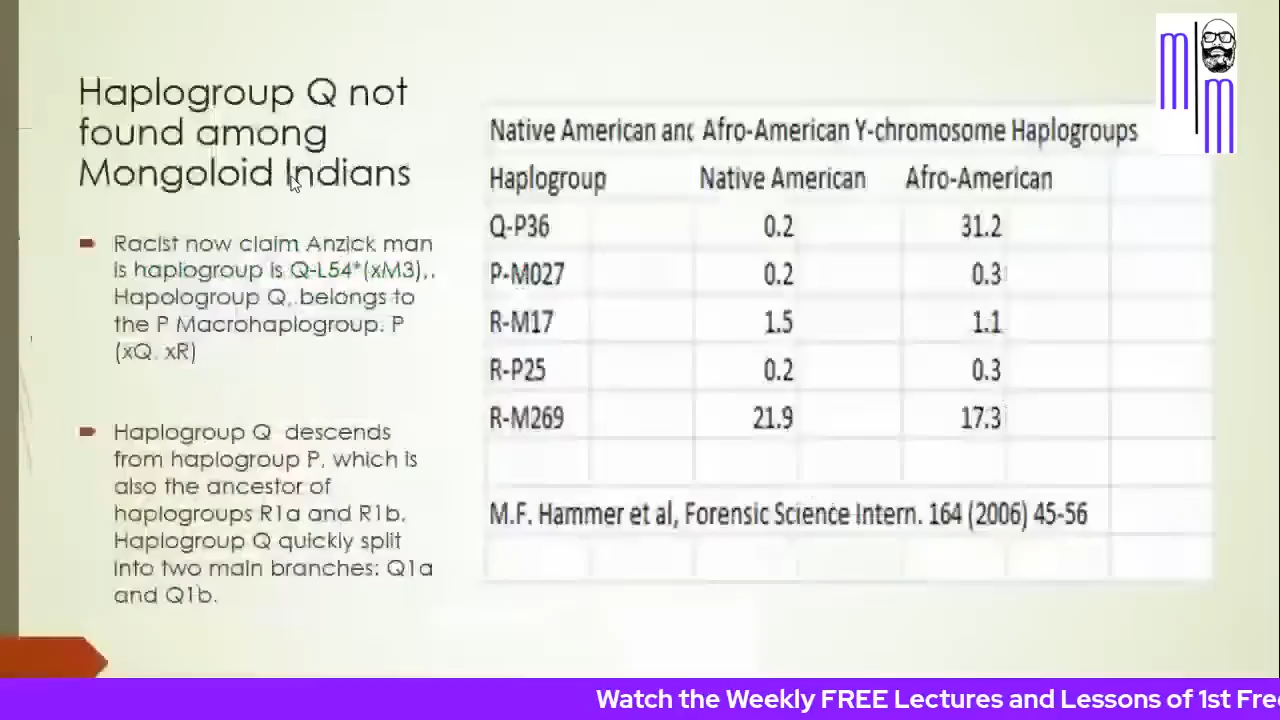 Haplogroup Q not
found among
Mongoloid Indians
Racist now claim Anzick man
is haplogroup is Q-L54*(xM3),.
Hapologroup Q, belongs to
the P Macrohaplogroup. P
(xQ, xR)
Haplogroup Q descends
from haplogroup P, which is
also the ancestor of
haplogroups R1a and R1b.
Haplogroup Q quickly split
into two main branches: Q1a
and Q1b.
Native American and Afro-American Y-chromosome Haplogroups
Haplogroup Native American Afro-American
Q-P36 0.2 31.2
P-M027 0.2 0.3
R-M17 1.5 1.1
R-P25 0.2 0.3
R-M269 21.9 17.3
M.F. Hammer et al, Forensic Science Intern. 164 (2006) 45-56
m m
Watch the Weekly FREE Lectures and Lessons of 1st Free